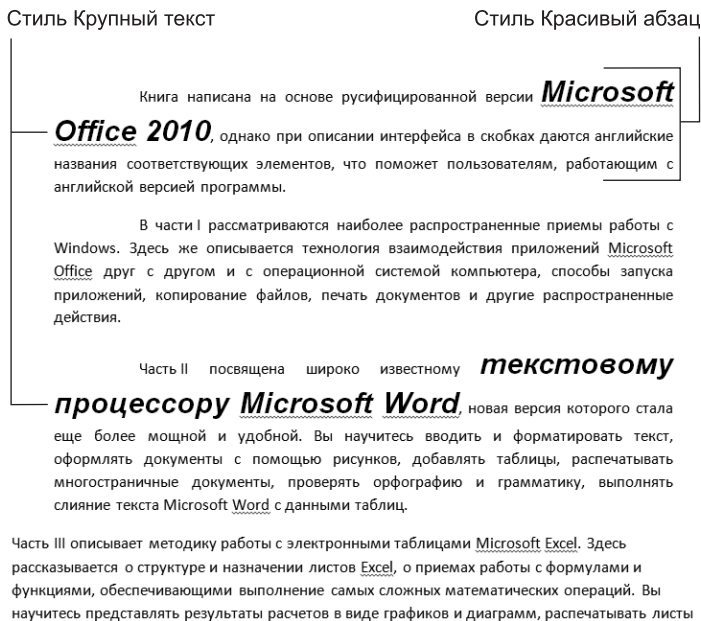 Стиль Крупный текст
Стиль Красивый абзац
Книга написана на основе русифицированной версии Microsoft
Office 2010, однако при описании интерфейса в скобках даются английские
названия соответствующих элементов, что поможет пользователям, работающим с
английской версией программы.
В части I рассматриваются наиболее распространенные приемы работы с
Windows. Здесь же описывается технология взаимодействия приложений Microsoft
Office друг с другом и с операционной системой компьютера, способы запуска
приложений, копирование файлов, печать документов и другие распространенные
действия.
Часть II посвящена широко известному текстовому
процессору Microsoft Word, новая версия которого стала
еще более мощной и удобной. Вы научитесь вводить и форматировать текст,
оформлять документы с помощью рисунков, добавлять таблицы, распечатывать
многостраничные документы, проверять орфографию и грамматику, выполнять
слияние текста Microsoft Word с данными таблиц.
Часть III описывает методику работы с электронными таблицами Microsoft Excel. Здесь
рассказывается о структуре и назначении листов Excel, о приемах работы с формулами и
функциями, обеспечивающими выполнение самых сложных математических операций. Вы
научитесь представлять результаты расчетов в виде графиков и диаграмм, распечатывать листы